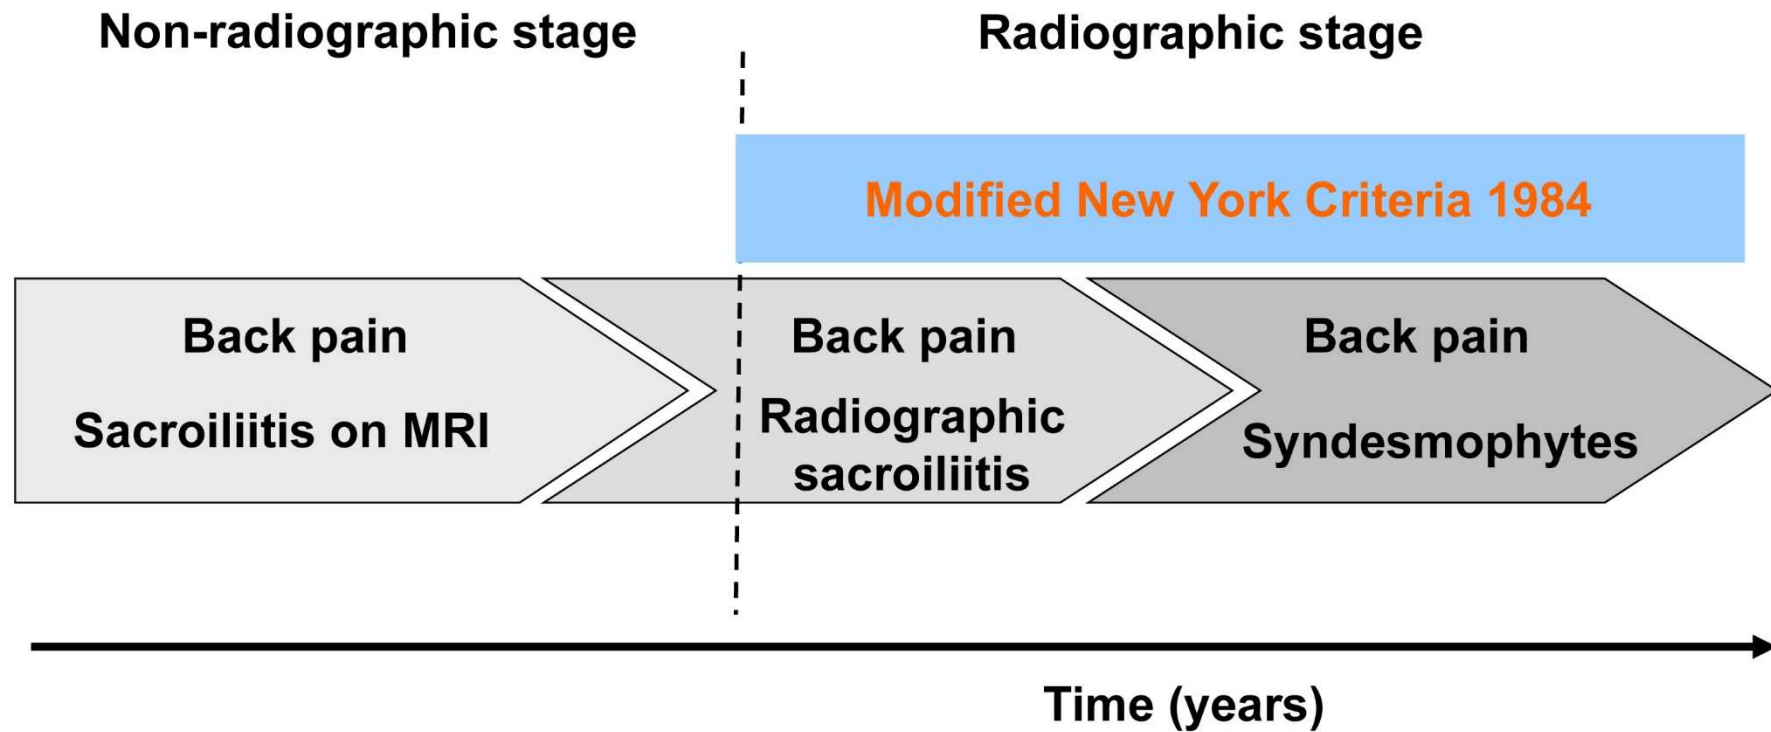 Non-radiographic stage
Radiographic stage
Modified New York Criteria 1984
Back pain
Sacroiliitis on MRI
Back pain
Radiographic
sacroiliitis
Back pain
Syndesmophytes
Time (years)